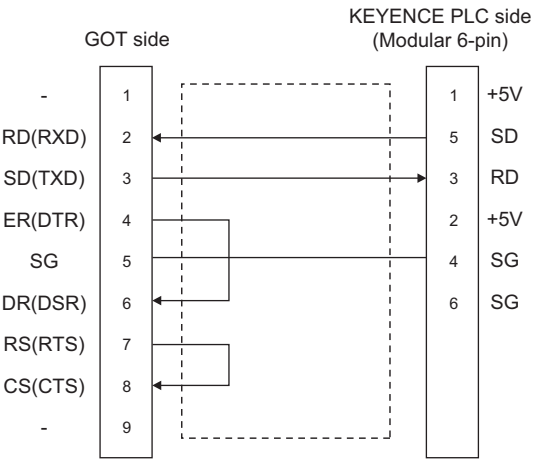 KEYENCE PLC side
GOT side (Modular 6-pin)
- 1 1 +5V
RD(RXD) 2 5 SD
SD(TXD) 3 3 RD
ER(DTR) 4 2 +5V
SG 5 4 SG
DR(DSR) 6 6 SG
RS(RTS) 7
CS(CTS) 8
- 9